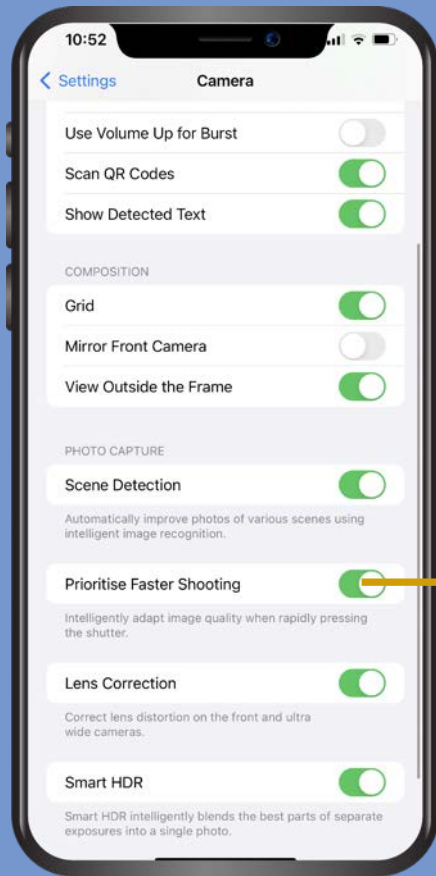 10:52
Settings
Camera
Use Volume Up for Burst
Scan QR Codes
Show Detected Text
COMPOSITION
Grid
Mirror Front Camera
View Outside the Frame
PHOTO CAPTURE
Scene Detection
Automatically improve photos of various scenes using
intelligent image recognition.
Prioritise Faster Shooting
Intelligently adapt image quality when rapidly pressing
the shutter.
Lens Correction
Correct lens distortion on the front and ultra
wide cameras.
Smart HDR
Smart HDR intelligently blends the best parts of separate
exposures into a single photo.